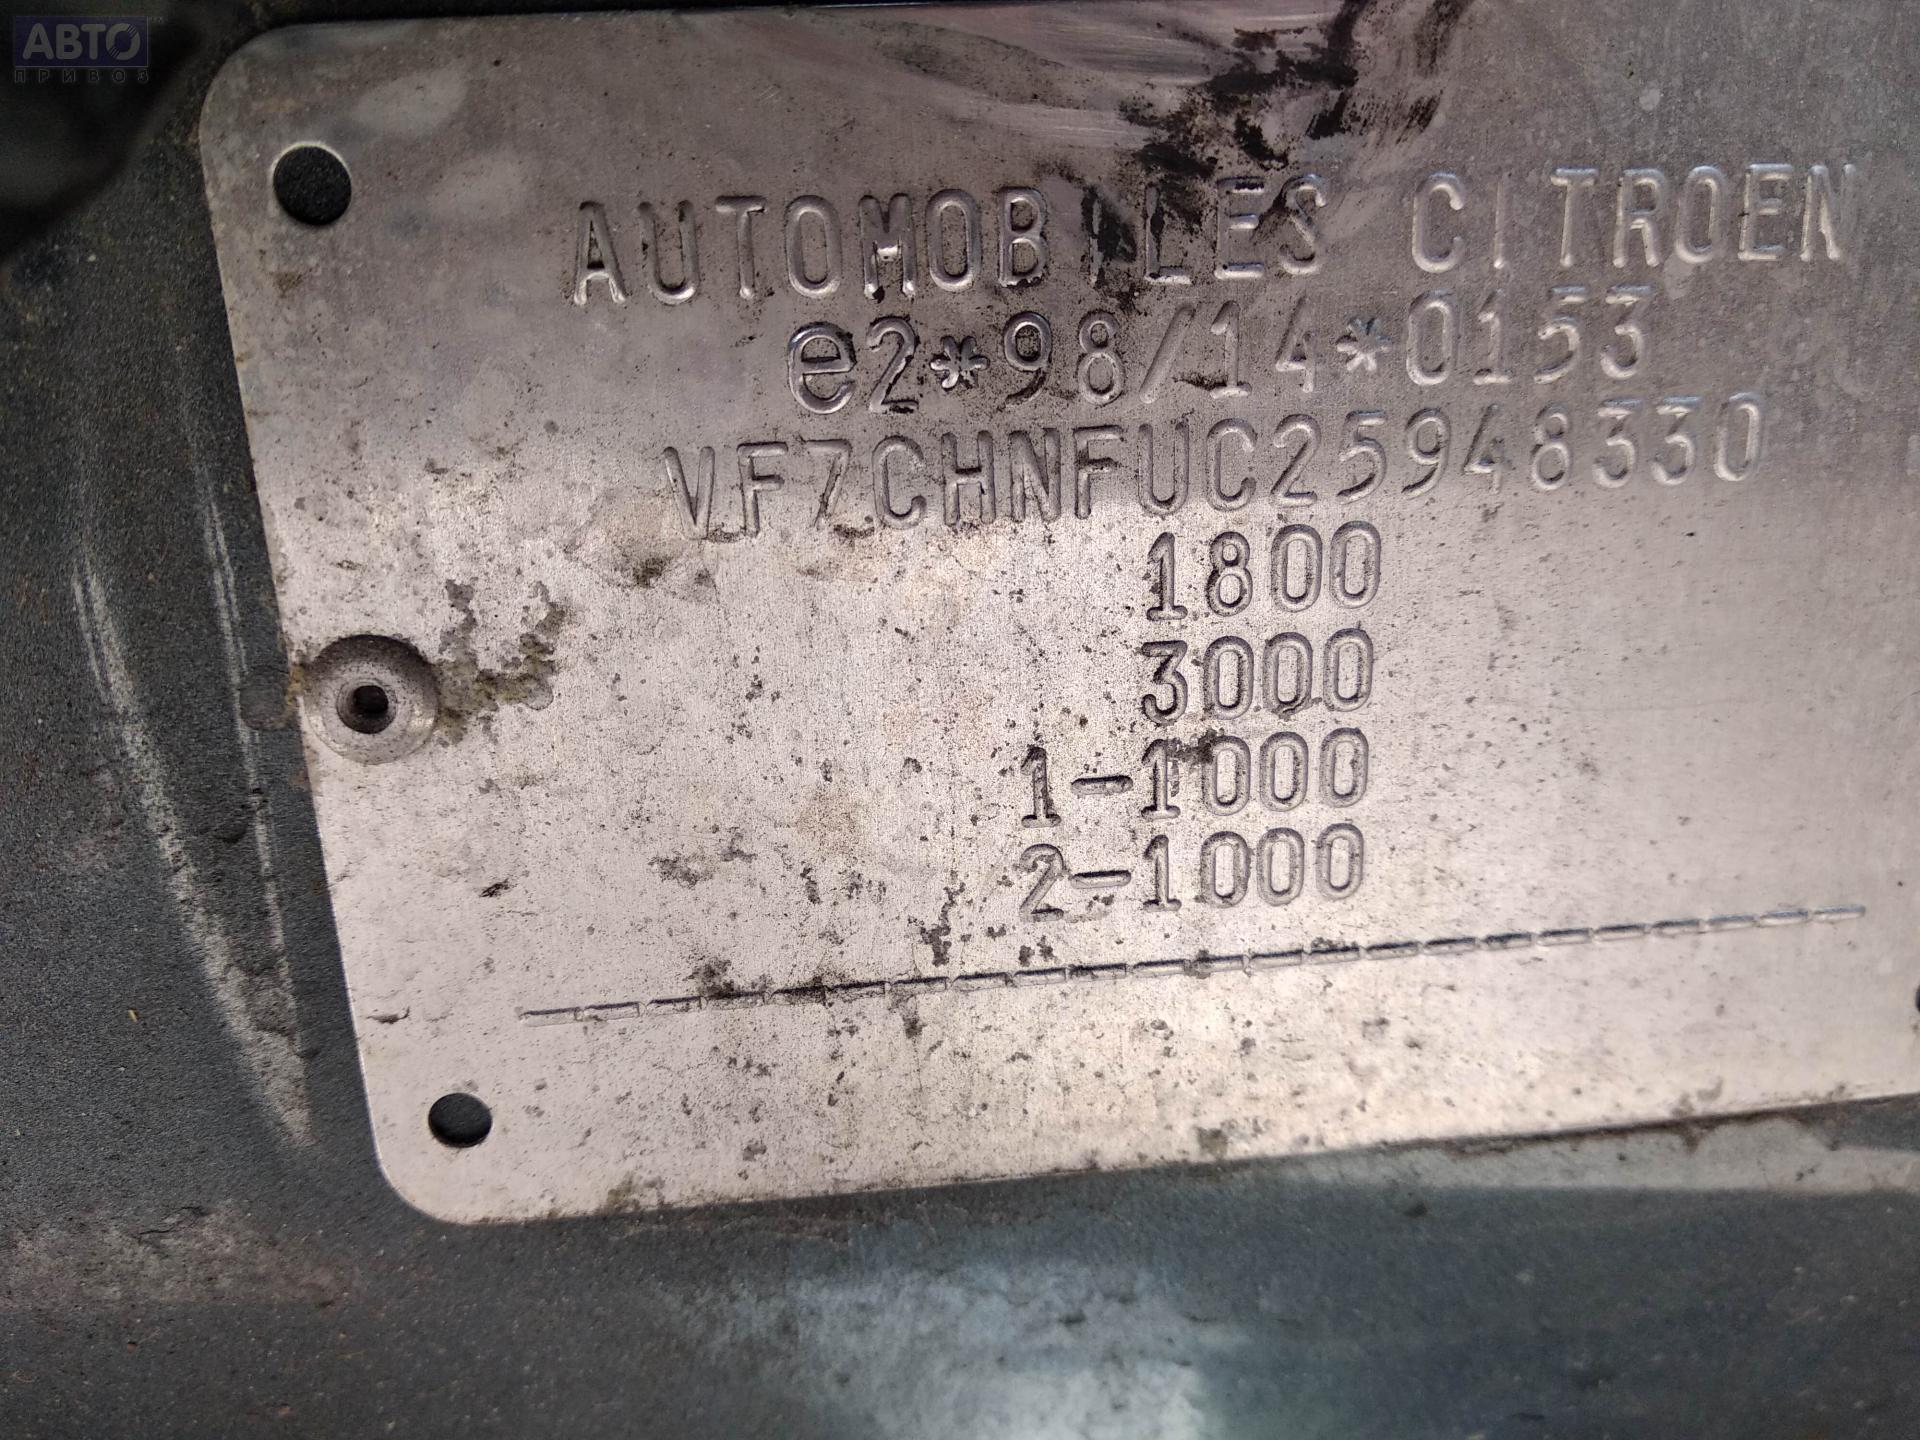 АВТО
ПРИВОЗ
AUTOMOBILES CITROEN
e2*98/14*0153
VF7CHNFUC25948330
1800
3000
1-1000
2-1000